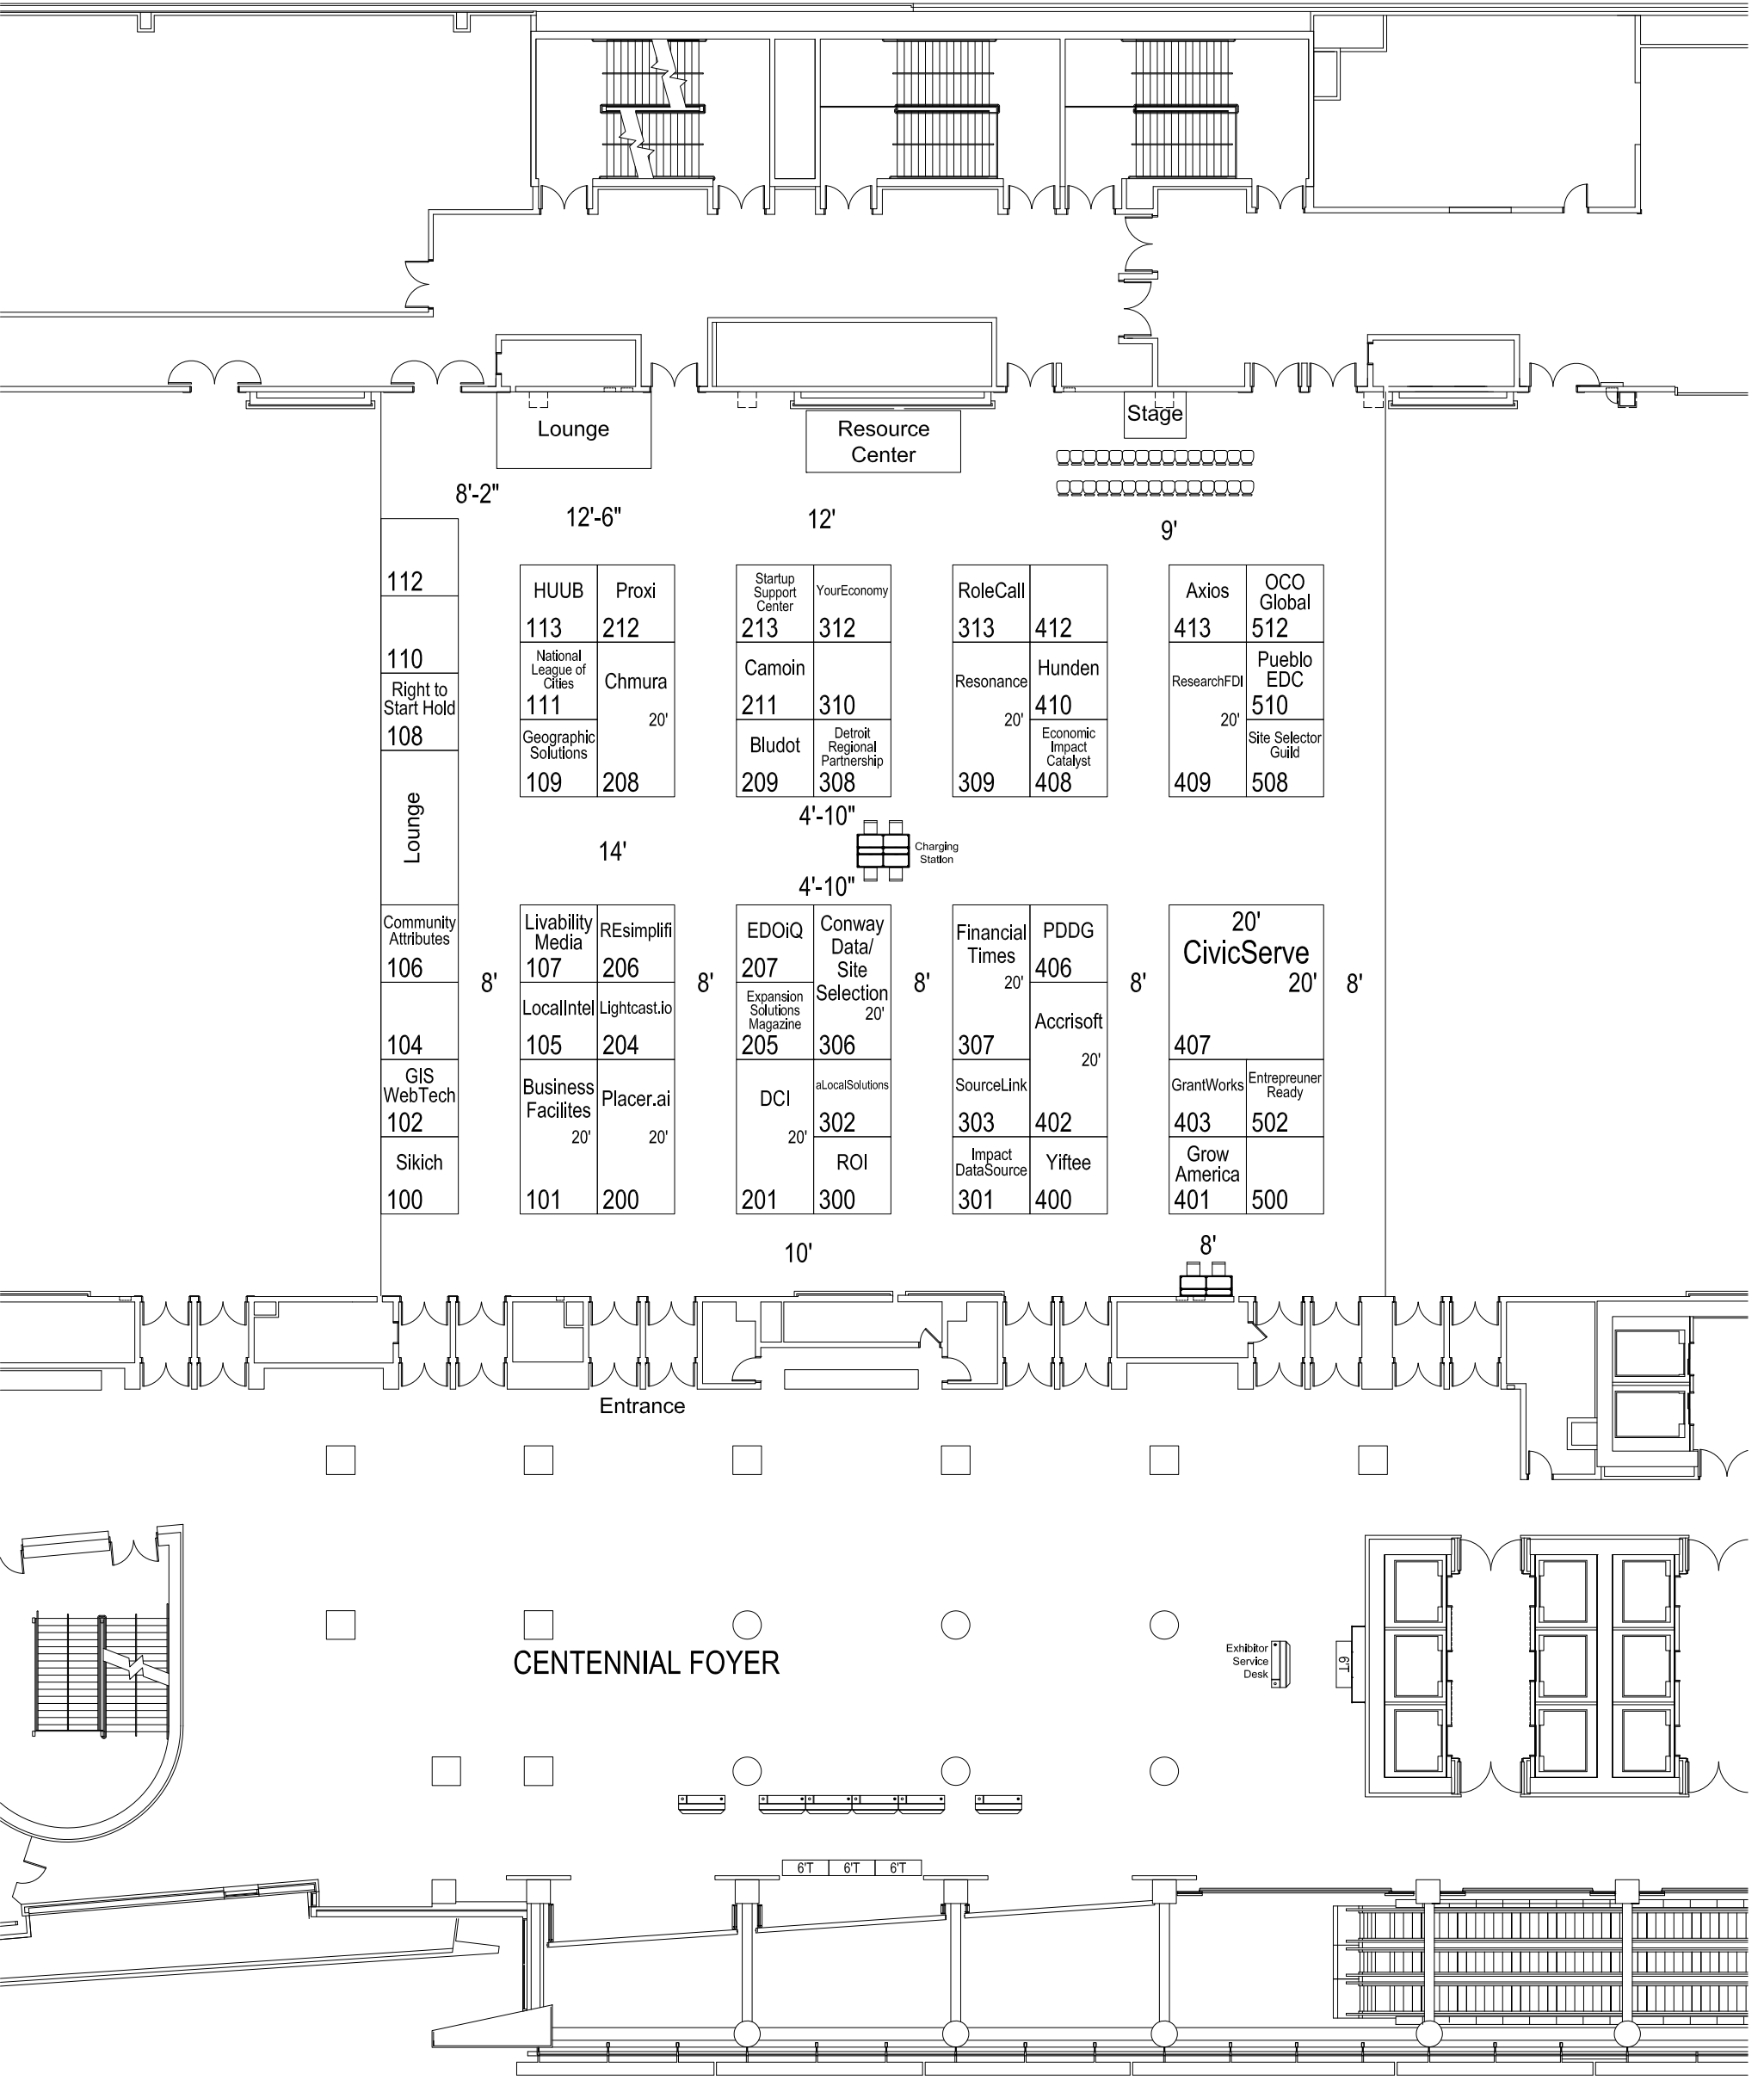 Lounge
Resource
Center
Stage
8'-2"
12'-6"
12'
9'
112
110
Right to
Start Hold
108
Lounge
Community
Attributes
106
104
GIS
WebTech
102
Sikich
100
HUUB
113
Proxi
212
National
League of
Cities
111
Chmura
20'
208
Geographic
Solutions
109
Startup
Support
Center
213
YourEconomy
312
Camoin
211
310
Bludot
209
Detroit
Regional
Partnership
308
RoleCall
313
412
Resonance
20'
309
Hunden
410
Economic
Impact
Catalyst
408
Axios
413
OCO
Global
512
ResearchFDI
20'
409
Pueblo
EDC
510
Site Selector
Guild
508
4'-10"
14'
Charging
Station
4'-10"
Livability
Media
107
REsimplifi
206
LocalIntel
105
Lightcast.io
204
Business
Facilites
20'
101
Placer.ai
20'
200
EDOiQ
207
Conway
Data/
Site
Selection
20'
306
Expansion
Solutions
Magazine
205
DCI
20'
201
aLocalSolutions
302
ROI
300
Financial
Times
20'
307
PDDG
406
Accrisoft
20'
402
SourceLink
303
Impact
DataSource
301
Yiftee
400
20'
CivicServe
20'
407
GrantWorks
403
Entrepreuner
Ready
502
Grow
America
401
500
8'
8'
8'
8'
8'
10'
8'
Entrance
CENTENNIAL FOYER
Exhibitor
Service
Desk
6'T
6'T
6'T
6'T